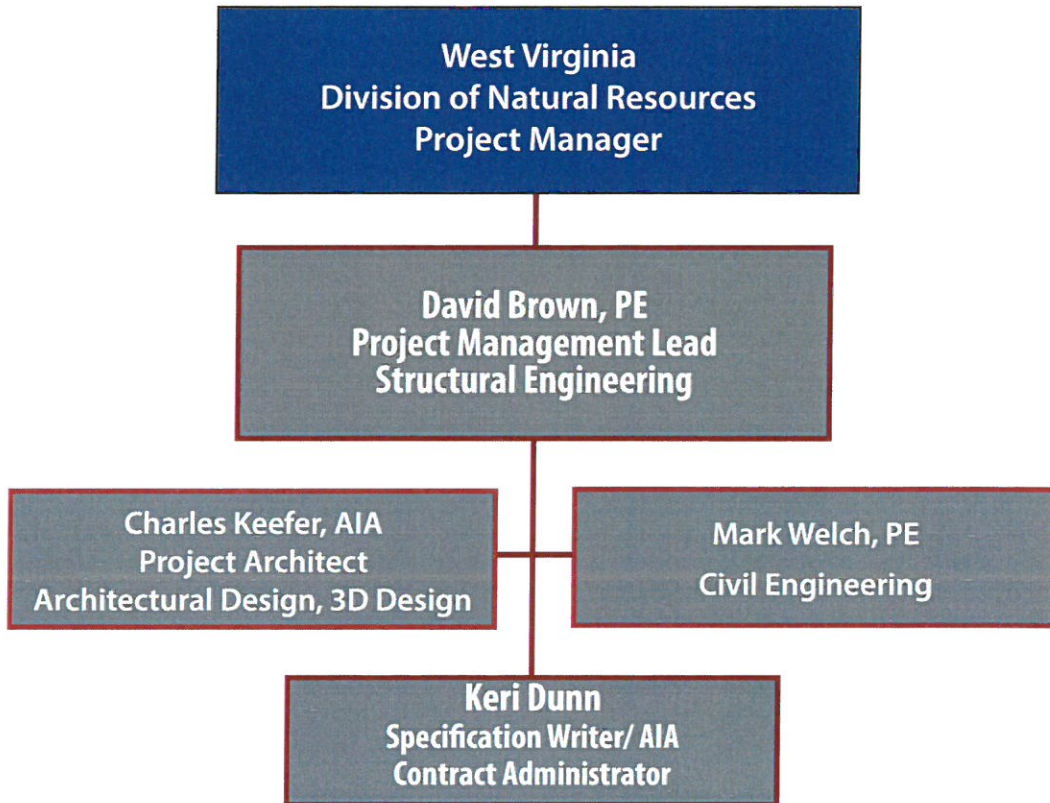 West Virginia
Division of Natural Resources
Project Manager
David Brown, PE
Project Management Lead
Structural Engineering
Charles Keefer, AIA
Project Architect
Architectural Design, 3D Design
Mark Welch, PE
Civil Engineering
Keri Dunn
Specification Writer/ AIA
Contract Administrator